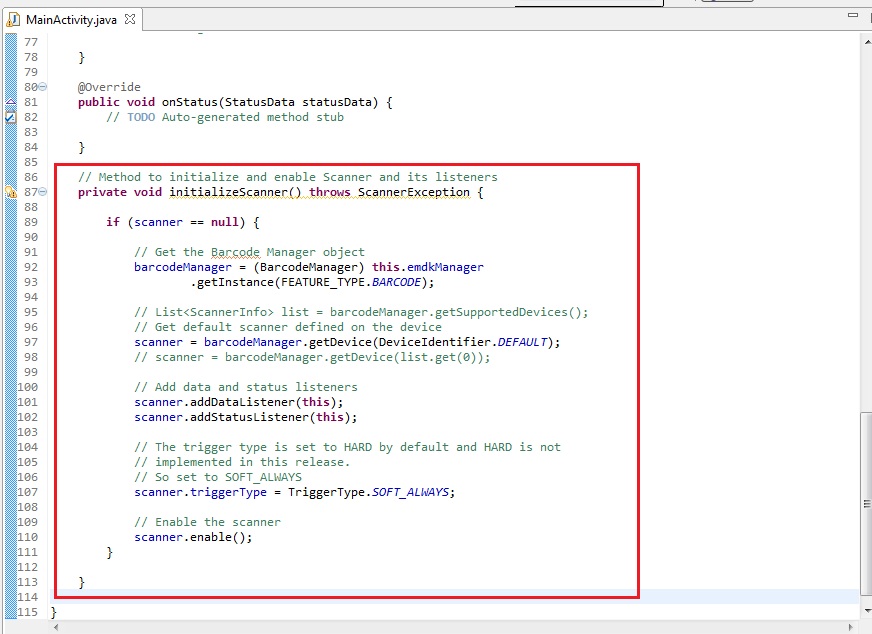 MainActivity.java
77
78 }
79
80 @Override
81 public void onStatus(StatusData statusData) {
82 // TODO Auto-generated method stub
83
84 }
85
86 // Method to initialize and enable Scanner and its listeners
87 private void initializeScanner() throws ScannerException {
88
89 if (scanner == null) {
90
91 // Get the Barcode Manager object
92 barcodeManager = (BarcodeManager) this.emdkManager
93 .getInstance(FEATURE_TYPE.BARCODE);
94
95 // List<ScannerInfo> list = barcodeManager.getSupportedDevices();
96 // Get default scanner defined on the device
97 scanner = barcodeManager.getDevice(DeviceIdentifier.DEFAULT);
98 // scanner = barcodeManager.getDevice(list.get(0));
99
100 // Add data and status listeners
101 scanner.addDataListener(this);
102 scanner.addStatusListener(this);
103
104 // The trigger type is set to HARD by default and HARD is not
105 // implemented in this release.
106 // So set to SOFT_ALWAYS
107 scanner.triggerType = TriggerType.SOFT_ALWAYS;
108
109 // Enable the scanner
110 scanner.enable();
111 }
112
113 }
114
115 }